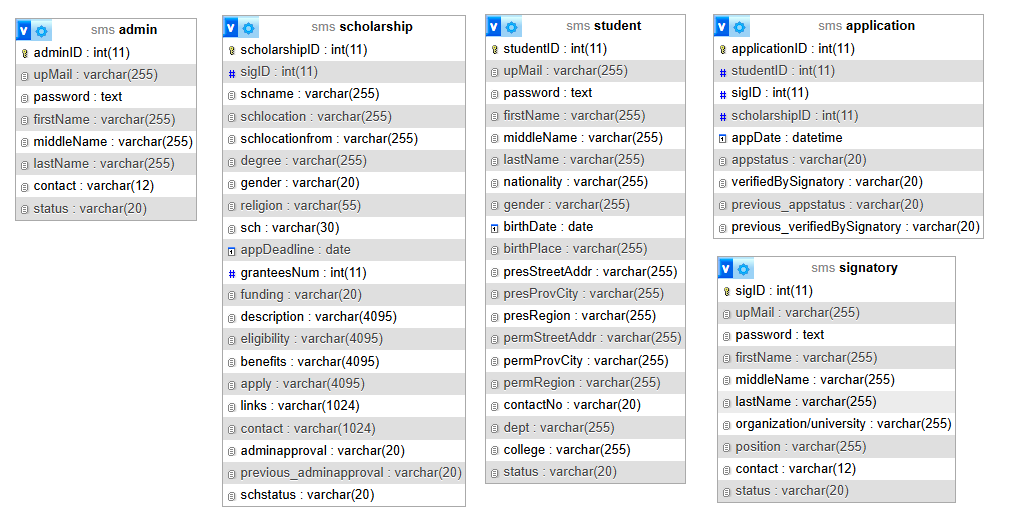 v sms admin
adminID : int(11)
upMail : varchar(255)
password : text
firstName : varchar(255)
middleName : varchar(255)
lastName : varchar(255)
contact : varchar(12)
status : varchar(20)
v sms scholarship
scholarshipID : int(11)
# sigID : int(11)
schname : varchar(255)
schlocation : varchar(255)
schlocationfrom : varchar(255)
degree : varchar(255)
gender : varchar(20)
religion : varchar(55)
sch : varchar(30)
appDeadline : date
# granteesNum : int(11)
funding : varchar(20)
description : varchar(4095)
eligibility : varchar(4095)
benefits : varchar(4095)
apply : varchar(4095)
links : varchar(1024)
contact : varchar(1024)
adminapproval : varchar(20)
previous_adminapproval : varchar(20)
schstatus : varchar(20)
v sms student
studentID : int(11)
upMail : varchar(255)
password : text
firstName : varchar(255)
middleName : varchar(255)
lastName : varchar(255)
nationality : varchar(255)
gender : varchar(255)
birthDate : date
birthPlace : varchar(255)
presStreetAddr : varchar(255)
presProvCity : varchar(255)
presRegion : varchar(255)
permStreetAddr : varchar(255)
permProvCity : varchar(255)
permRegion : varchar(255)
contactNo : varchar(20)
dept : varchar(255)
college : varchar(255)
status : varchar(20)
v sms application
applicationID : int(11)
# studentID : int(11)
# sigID : int(11)
# scholarshipID : int(11)
appDate : datetime
appstatus : varchar(20)
verifiedBySignatory : varchar(20)
previous_appstatus : varchar(20)
previous_verifiedBySignatory : varchar(20)
v sms signatory
sigID : int(11)
upMail : varchar(255)
password : text
firstName : varchar(255)
middleName : varchar(255)
lastName : varchar(255)
organization/university : varchar(255)
position : varchar(255)
contact : varchar(12)
status : varchar(20)